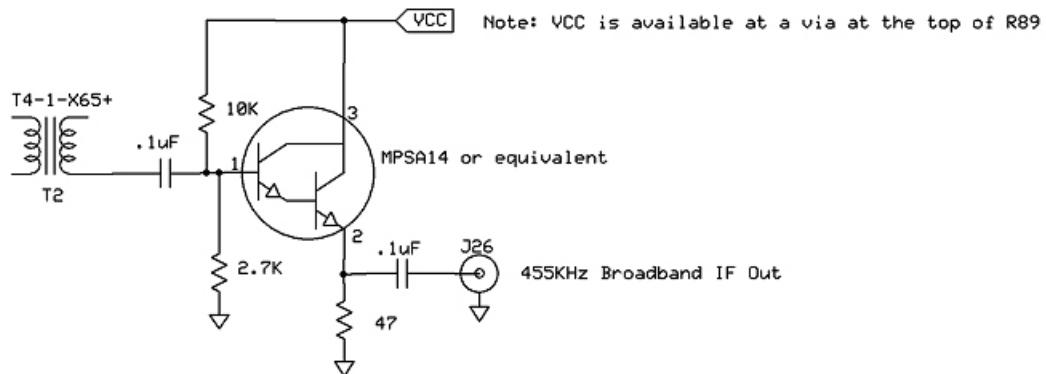 VCC
Note: VCC is available at a via at the top of R89
T4-1-X65+
10K
3
.1uF
1
MPSA14 or equivalent
T2
2
.1uF
J26
2.7K
455KHz Broadband IF Out
47